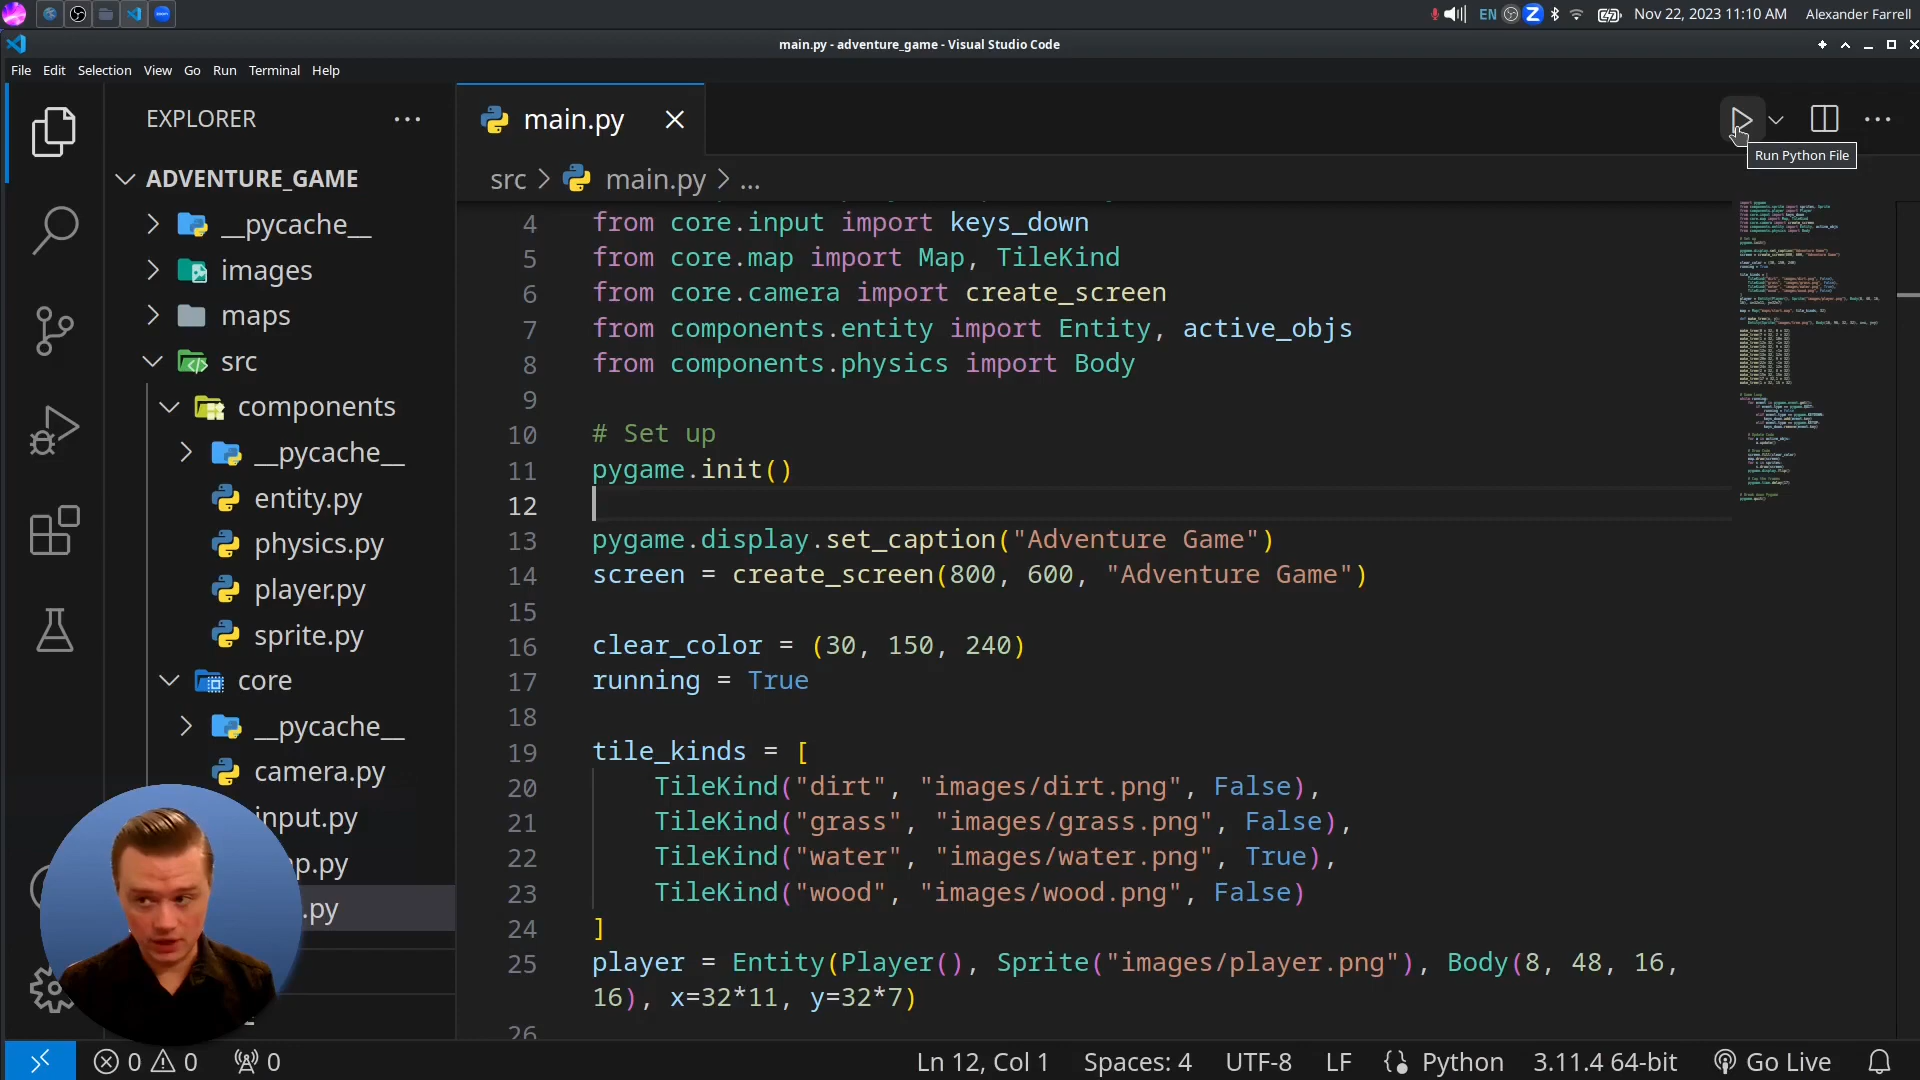 EN
Nov 22, 2023 11:10 AM
Alexander Farrell
main.py - adventure_game - Visual Studio Code
File Edit Selection View Go Run Terminal Help
EXPLORER
main.py
Run Python File
ADVENTURE_GAME
src > main.py > ...
__pycache__
images
maps
src
components
__pycache__
entity.py
physics.py
player.py
sprite.py
core
__pycache__
camera.py
input.py
p.py
.py
4 from core.input import keys_down
5 from core.map import Map, TileKind
6 from core.camera import create_screen
7 from components.entity import Entity, active_objs
8 from components.physics import Body
9
10 # Set up
11 pygame.init()
12
13 pygame.display.set_caption("Adventure Game")
14 screen = create_screen(800, 600, "Adventure Game")
15
16 clear_color = (30, 150, 240)
17 running = True
18
19 tile_kinds = [
20 TileKind("dirt", "images/dirt.png", False),
21 TileKind("grass", "images/grass.png", False),
22 TileKind("water", "images/water.png", True),
23 TileKind("wood", "images/wood.png", False)
24 ]
25 player = Entity(Player(), Sprite("images/player.png"), Body(8, 48, 16,
16), x=32*11, y=32*7)
26
0 0 0
Ln 12, Col 1 Spaces: 4 UTF-8 LF Python 3.11.4 64-bit Go Live